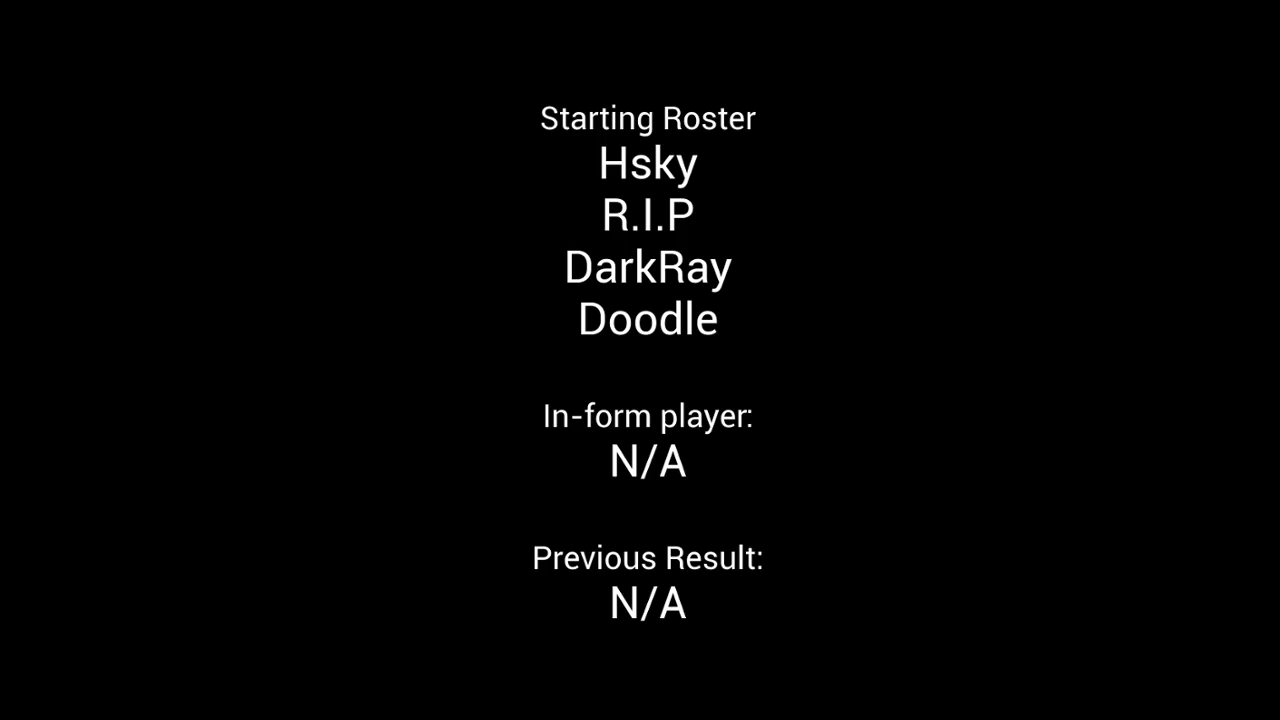 Starting Roster
Hsky
R.I.P
DarkRay
Doodle
In-form player:
N/A
Previous Result:
N/A